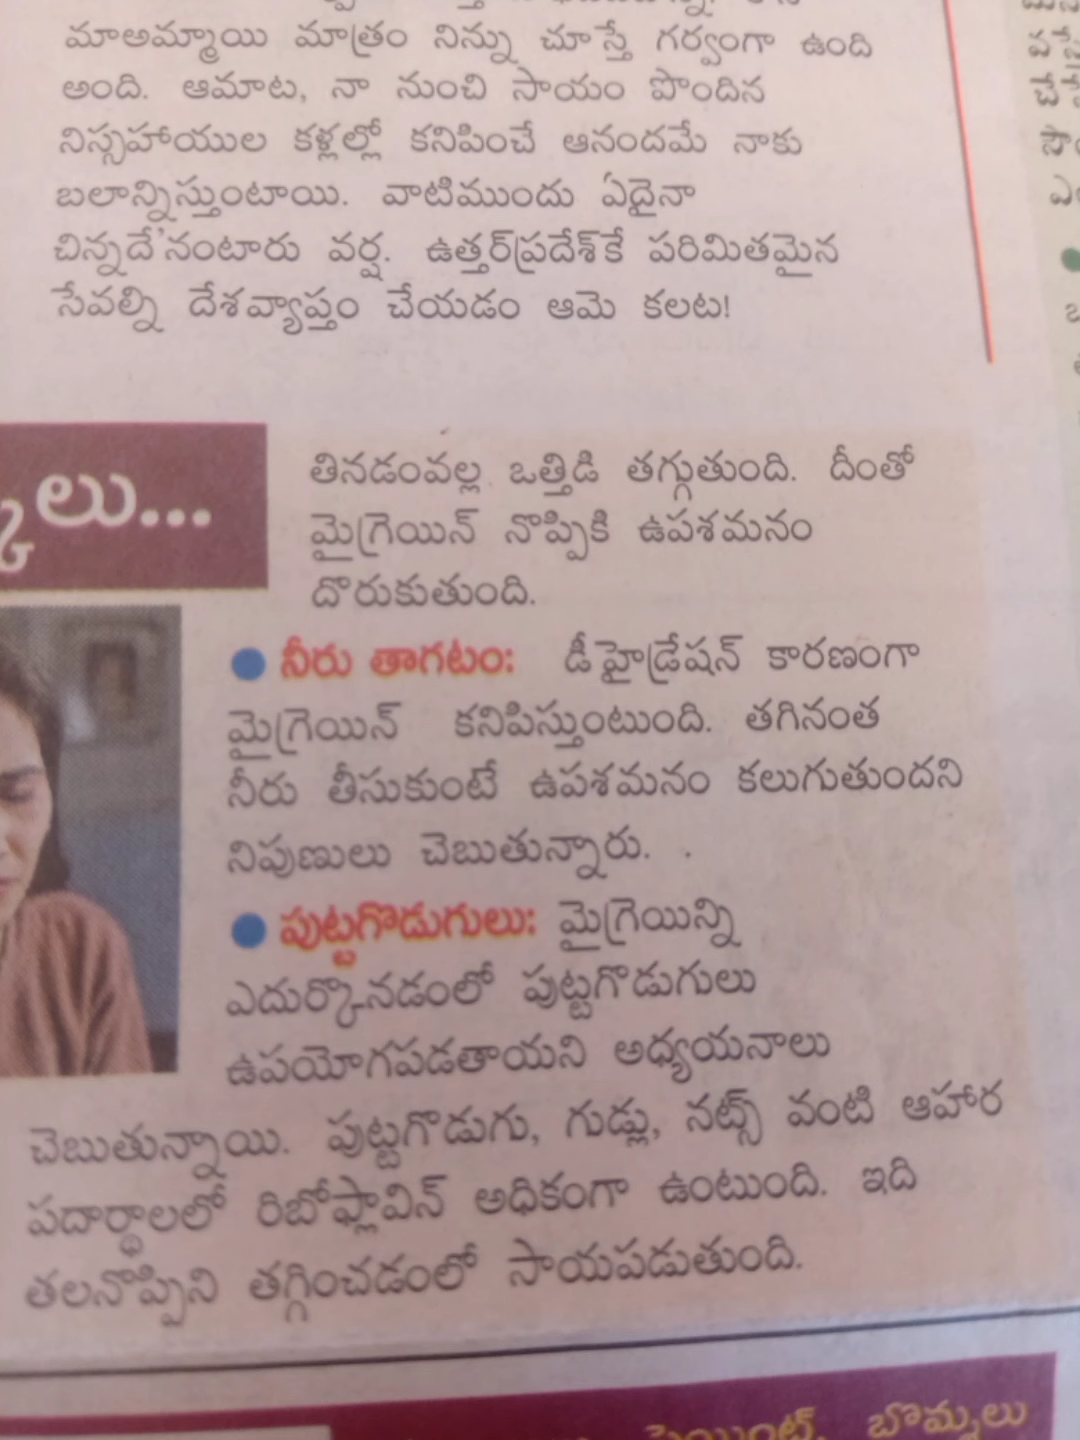 మాఅమ్మాయి మాత్రం నిన్ను చూస్తే గర్వంగా ఉంది
అంది. ఆమాట, నా నుంచి సాయం పొందిన
నిస్సహాయుల కళ్లల్లో కనిపించే ఆనందమే నాకు
బలాన్నిస్తుంటాయి. వాటిముందు ఏదైనా
చిన్నదే'నంటారు వర్ష. ఉత్తర్‌ప్రదేశ్‌కే పరిమితమైన
సేవల్ని దేశవ్యాప్తం చేయడం ఆమె కలట!
తినడంవల్ల ఒత్తిడి తగ్గుతుంది. దీంతో
మైగ్రెయిన్ నొప్పికి ఉపశమనం
దొరుకుతుంది.
● నీరు తాగటం: డీహైడ్రేషన్ కారణంగా
మైగ్రెయిన్ కనిపిస్తుంటుంది. తగినంత
నీరు తీసుకుంటే ఉపశమనం కలుగుతుందని
నిపుణులు చెబుతున్నారు.
● పుట్టగొడుగులు: మైగ్రెయిన్ని
ఎదుర్కొనడంలో పుట్టగొడుగులు
ఉపయోగపడతాయని అధ్యయనాలు
చెబుతున్నాయి. పుట్టగొడుగు, గుడ్లు, నట్స్ వంటి ఆహార
పదార్థాలలో రిబోఫ్లావిన్ అధికంగా ఉంటుంది. ఇది
తలనొప్పిని తగ్గించడంలో సాయపడుతుంది.
బొమ్మలు